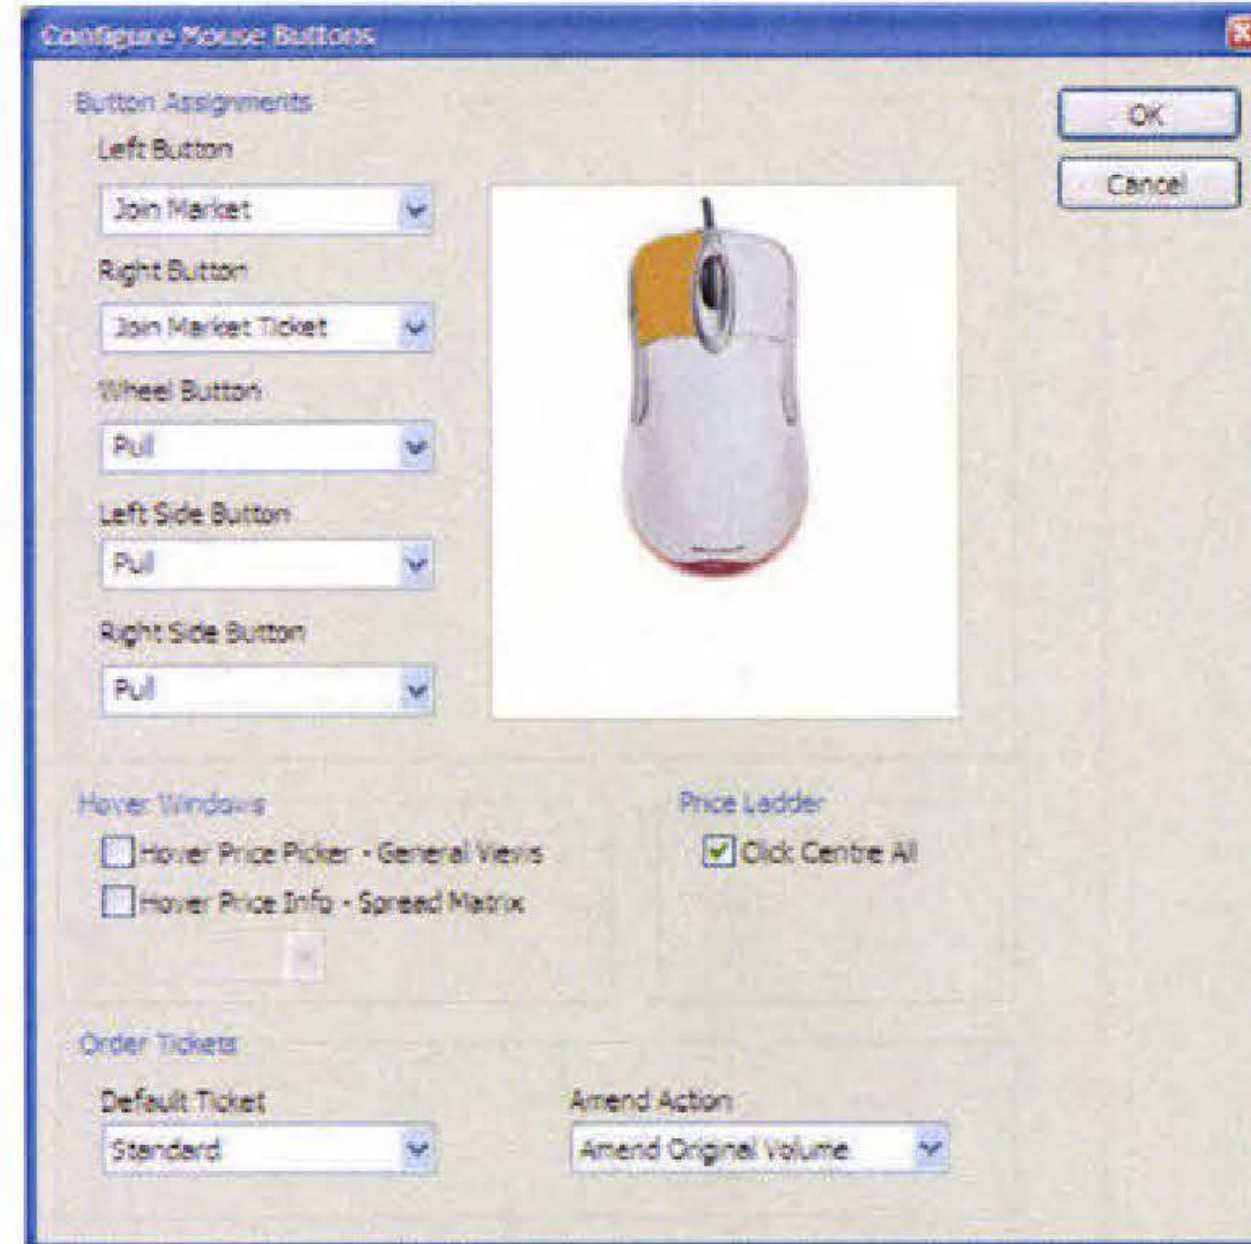 Configure Mouse Buttons
Button Assignments
OK
Left Button
Join Market
Cancel
Right Button
Join Market Ticket
Wheel Button
Pull
Left Side Button
Pull
Right Side Button
Pull
Hover Windows
Price Ladder
Hover Price Picker - General Views
Click Centre All
Hover Price Info - Spread Matrix
Order Tickets
Default Ticket
Amend Action
Standard
Amend Original Volume